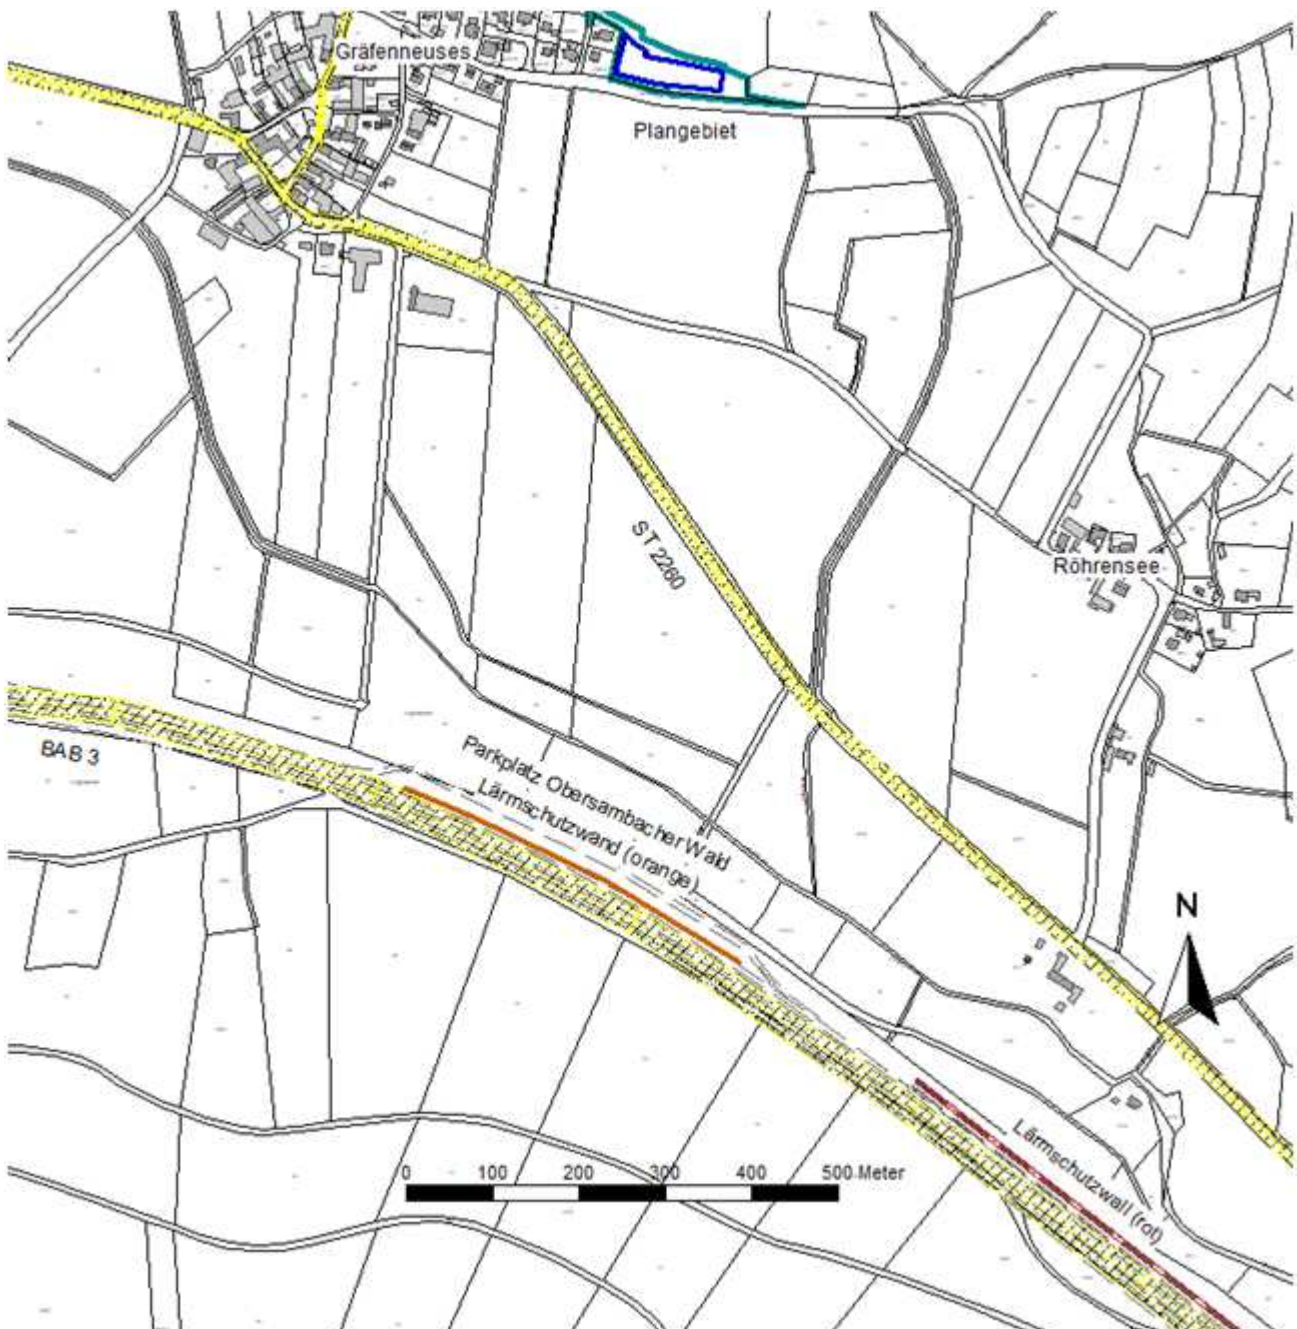 Gräfenneuses
Plangebiet
ST 2260
Röhrensee
BAB 3
Parkplatz Obersambacher Wald
Lärmschutzwand (orange)
N
0 100 200 300 400 500 Meter
Lärmschutzwall (rot)